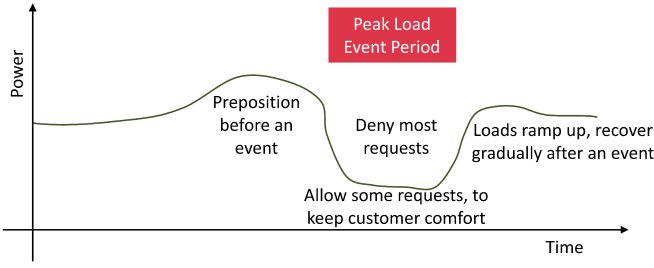 Peak Load
Event Period
Power
Preposition
before an
event
Deny most
requests
Loads ramp up, recover
gradually after an event
Allow some requests, to
keep customer comfort
Time